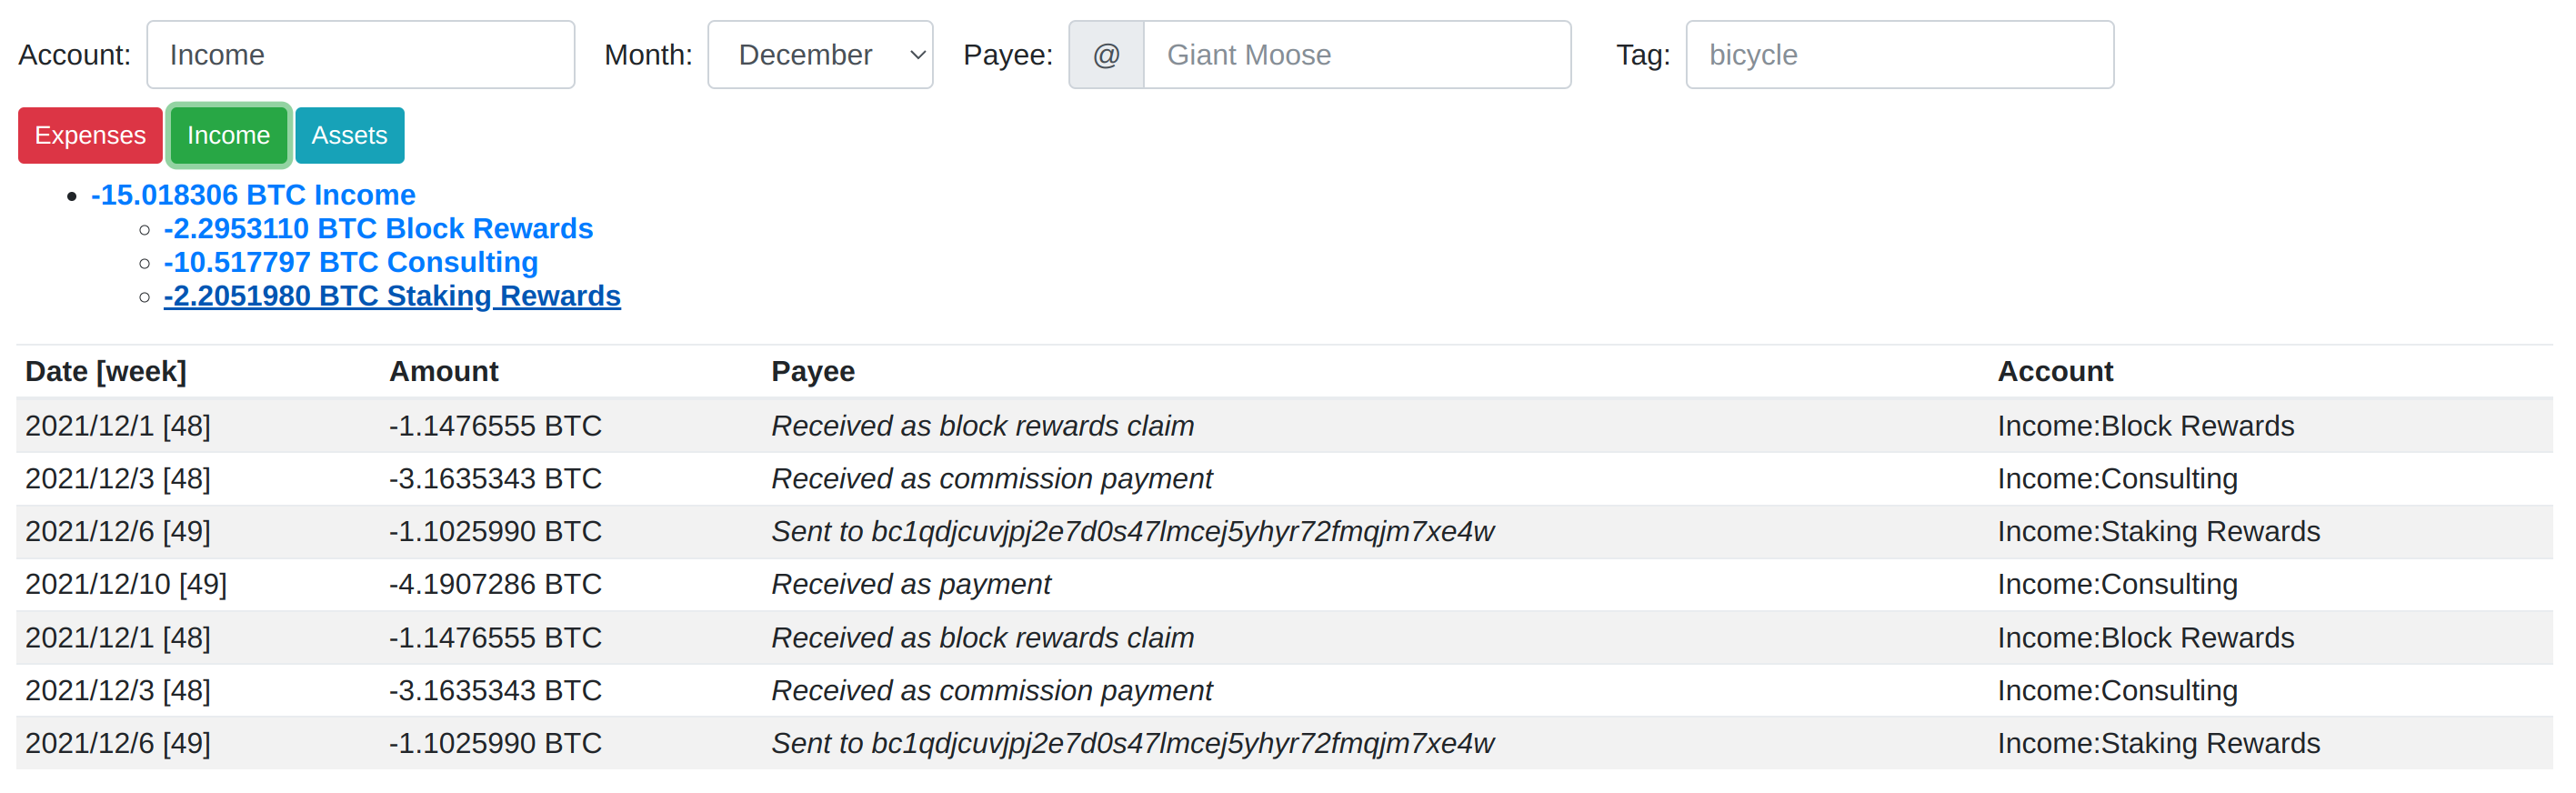 Account: Income Month: December Payee: @ Giant Moose Tag: bicycle
Expenses Income Assets
-15.018306 BTC Income
-2.2953110 BTC Block Rewards
-10.517797 BTC Consulting
-2.2051980 BTC Staking Rewards
Date [week] Amount Payee Account
2021/12/1 [48] -1.1476555 BTC Received as block rewards claim Income:Block Rewards
2021/12/3 [48] -3.1635343 BTC Received as commission payment Income:Consulting
2021/12/6 [49] -1.1025990 BTC Sent to bc1qdjcuvjpj2e7d0s47lmcej5yhyr72fmqjm7xe4w Income:Staking Rewards
2021/12/10 [49] -4.1907286 BTC Received as payment Income:Consulting
2021/12/1 [48] -1.1476555 BTC Received as block rewards claim Income:Block Rewards
2021/12/3 [48] -3.1635343 BTC Received as commission payment Income:Consulting
2021/12/6 [49] -1.1025990 BTC Sent to bc1qdjcuvjpj2e7d0s47lmcej5yhyr72fmqjm7xe4w Income:Staking Rewards